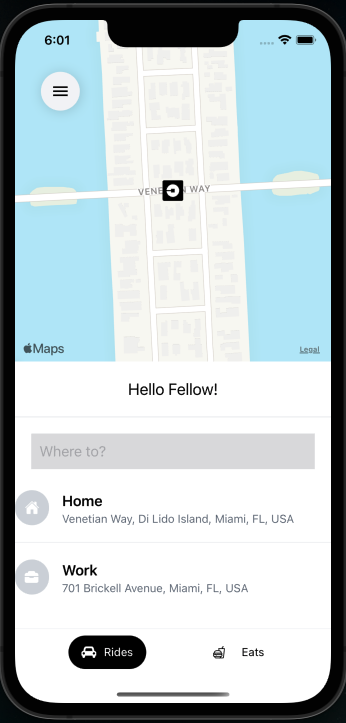 6:01
VENETIAN WAY
Maps
Legal
Hello Fellow!
Where to?
Home
Venetian Way, Di Lido Island, Miami, FL, USA
Work
701 Brickell Avenue, Miami, FL, USA
Rides
Eats